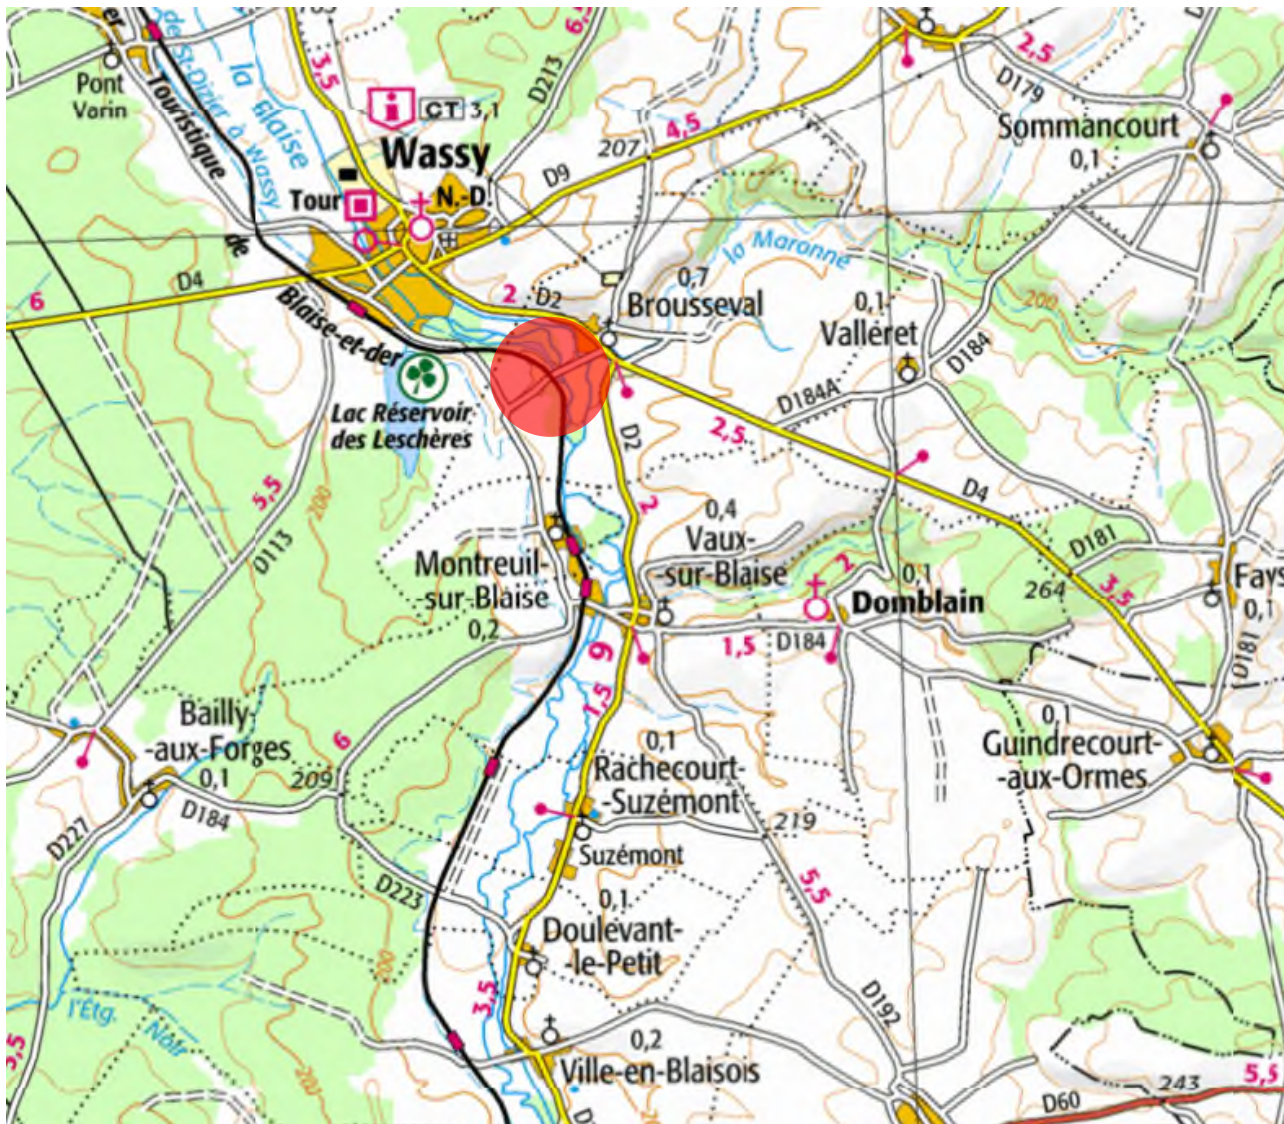 Pont
Varin
de St-Dizier à Wassy
la Blaise
3,5
6,5
D213
2,5
D179
Sommancourt
0,1
CT 3,1
Wassy
Touristique
Tour
N.-D.
D9
4,5
207
de
la Maronne
200
6
D4
Blaise-et-der
2
D2
0,7
Brousseval
0,1
Valléret
D184
D184A
Lac Réservoir
des Leschères
D2
2,5
5,5
200
D113
2
D4
0,4
Vaux-
-sur-Blaise
Montreuil-
-sur-Blaise
0,2
2
0,1
Domblain
D181
264
3,5
Fays
0,1
D181
1,5
D184
9
1,5
Bailly-
-aux-Forges
0,1
6
209
D184
D227
0,1
Rachecourt-
-Suzémont
219
Suzémont
0,1
Guindrecourt-
-aux-Ormes
D223
5,5
0,1
Doulevant-
-le-Petit
200
3,5
D192
l'Étg. Noir
5,5
201
0,2
Ville-en-Blaisois
D60
243
5,5